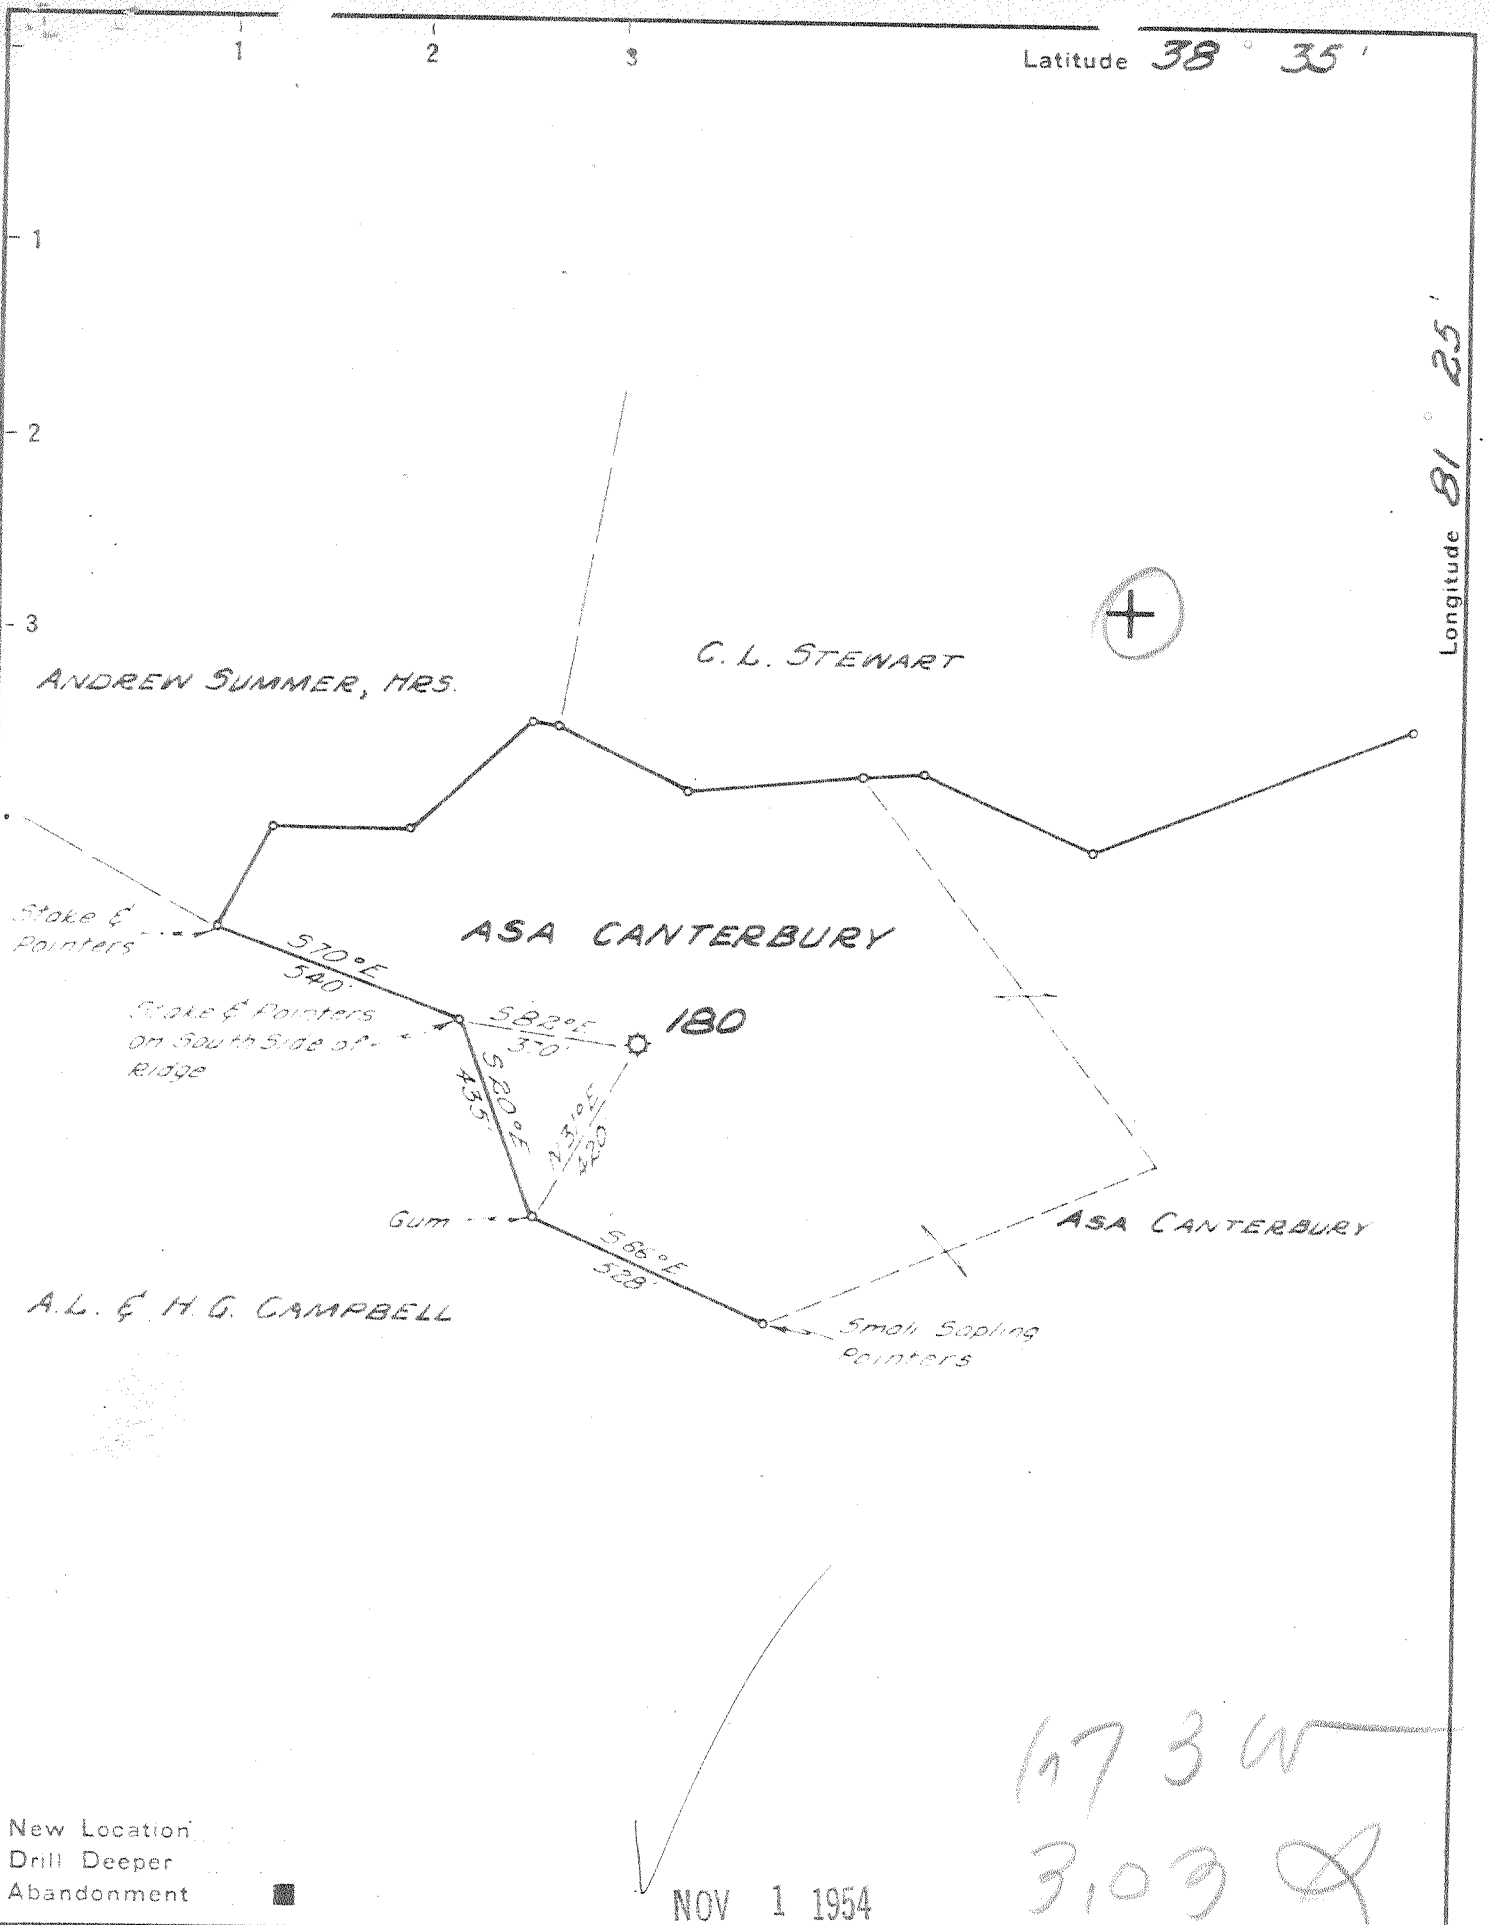 1 2 3
Latitude 38 ° 35 '
1
2
3
Longitude 81 ° 25 '
C. L. STEWART
ANDREW SUMMER, HRS.
Stake &
Pointers
ASA CANTERBURY
S70°E
540'
Stake & Pointers
on South Side of
Ridge
S82°E
180
S20°E
435'
N31°E
420
Gum
S66°E
528'
ASA CANTERBURY
A.L. & H.G. CAMPBELL
Small Sapling
Pointers
3 W
3.03
New Location
Drill Deeper
Abandonment ■
NOV 1 1954